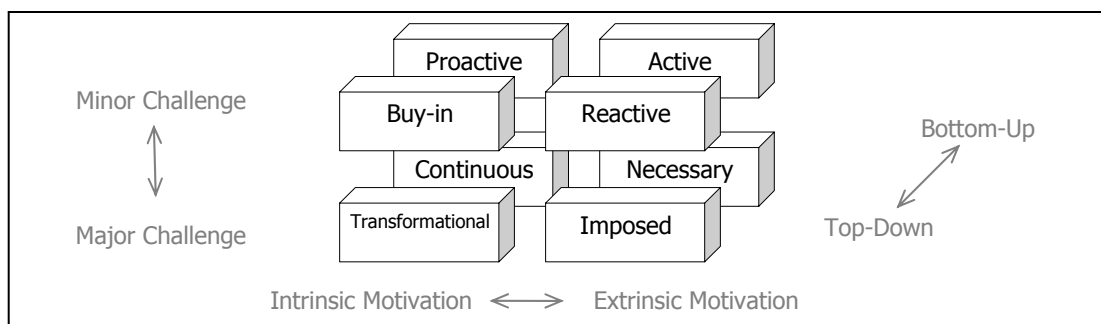 Proactive
Active
Minor Challenge
Buy-in
Reactive
Bottom-Up
Continuous
Necessary
Transformational
Imposed
Major Challenge
Top-Down
Intrinsic Motivation
Extrinsic Motivation